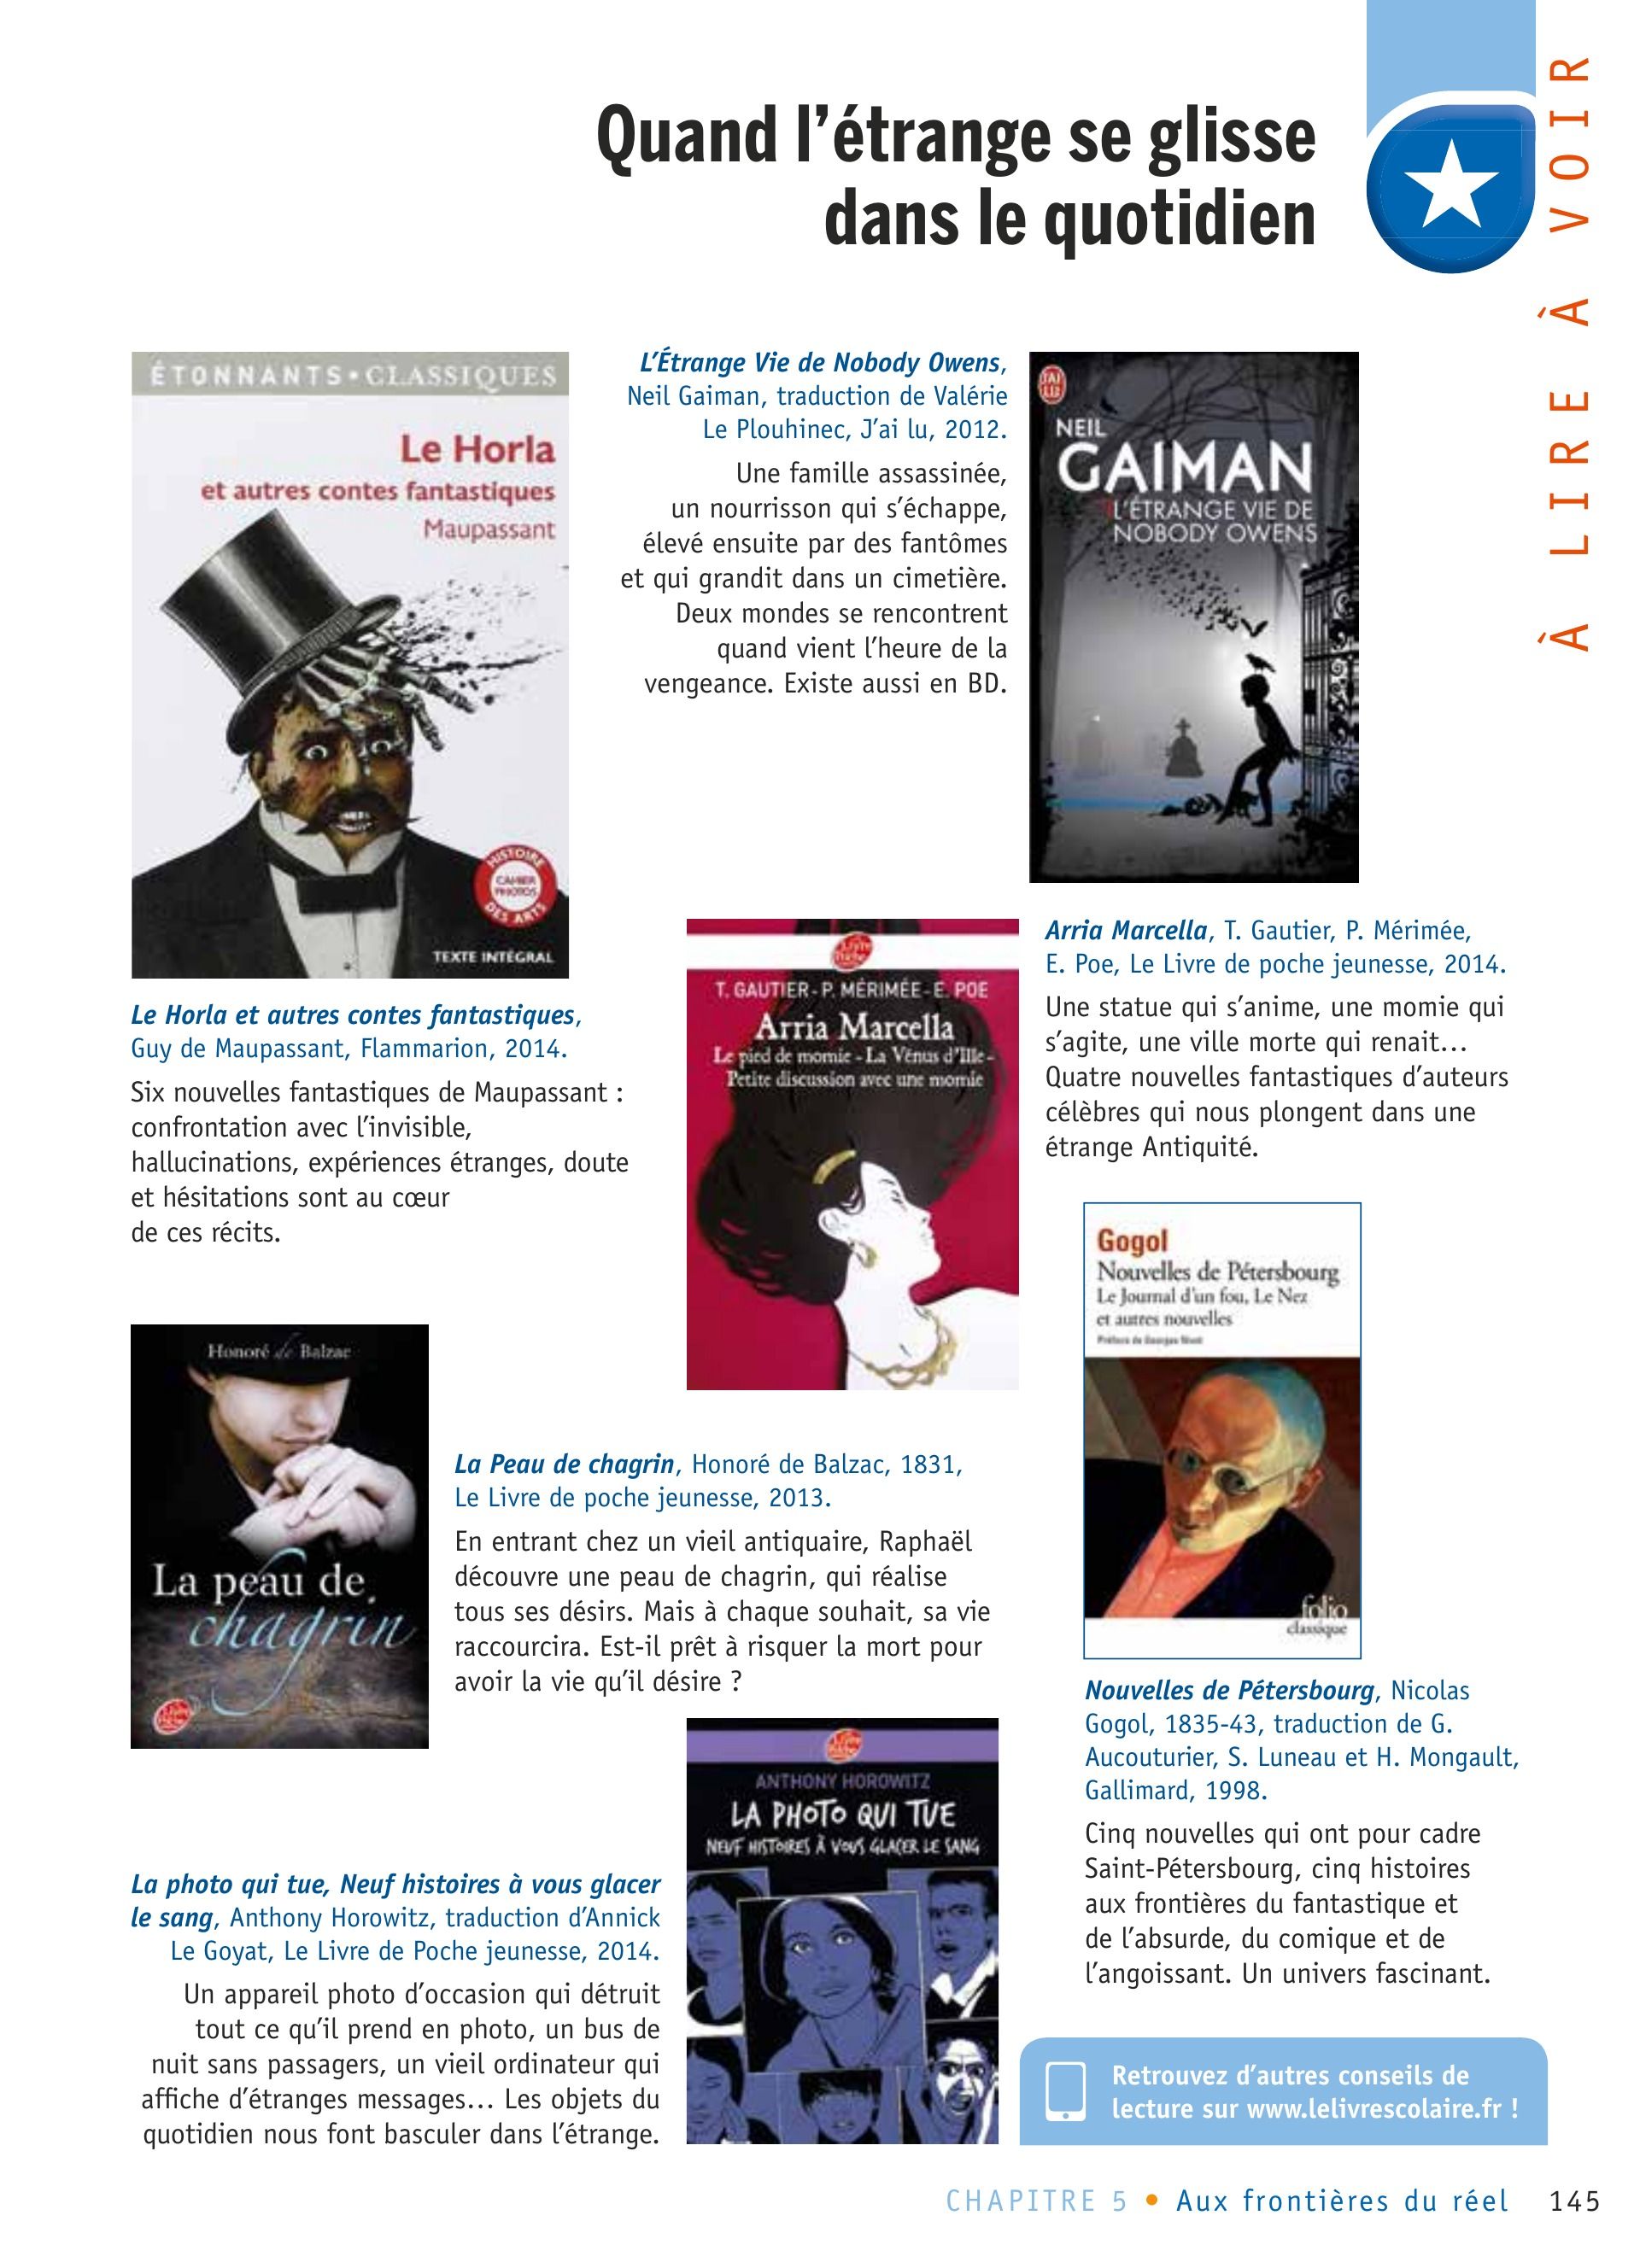 Quand l'étrange se glisse
dans le quotidien
À LIRE À VOIR
ÉTONNANTS • CLASSIQUES
Le Horla
et autres contes fantastiques
Maupassant
HISTOIRE
CAHIER
PHOTOS
DES ARTS
TEXTE INTÉGRAL
Le Horla et autres contes fantastiques,
Guy de Maupassant, Flammarion, 2014.
Six nouvelles fantastiques de Maupassant :
confrontation avec l'invisible,
hallucinations, expériences étranges, doute
et hésitations sont au cœur
de ces récits.
L'Étrange Vie de Nobody Owens,
Neil Gaiman, traduction de Valérie
Le Plouhinec, J'ai lu, 2012.
Une famille assassinée,
un nourrisson qui s'échappe,
élevé ensuite par des fantômes
et qui grandit dans un cimetière.
Deux mondes se rencontrent
quand vient l'heure de la
vengeance. Existe aussi en BD.
J'AI
LU
NEIL
GAIMAN
L'ÉTRANGE VIE DE
NOBODY OWENS
Livre
Poche
T. GAUTIER - P. MÉRIMÉE - E. POE
Arria Marcella
Le pied de momie - La Vénus d'Ille -
Petite discussion avec une momie
Arria Marcella, T. Gautier, P. Mérimée,
E. Poe, Le Livre de poche jeunesse, 2014.
Une statue qui s'anime, une momie qui
s'agite, une ville morte qui renait...
Quatre nouvelles fantastiques d'auteurs
célèbres qui nous plongent dans une
étrange Antiquité.
Honoré de Balzac
La peau de
chagrin
Livre
Poche
La Peau de chagrin, Honoré de Balzac, 1831,
Le Livre de poche jeunesse, 2013.
En entrant chez un vieil antiquaire, Raphaël
découvre une peau de chagrin, qui réalise
tous ses désirs. Mais à chaque souhait, sa vie
raccourcira. Est-il prêt à risquer la mort pour
avoir la vie qu'il désire ?
Gogol
Nouvelles de Pétersbourg
Le Journal d'un fou, Le Nez
et autres nouvelles
Préface de Georges Nivat
folio
classique
Nouvelles de Pétersbourg, Nicolas
Gogol, 1835-43, traduction de G.
Aucouturier, S. Luneau et H. Mongault,
Gallimard, 1998.
Cinq nouvelles qui ont pour cadre
Saint-Pétersbourg, cinq histoires
aux frontières du fantastique et
de l'absurde, du comique et de
l'angoissant. Un univers fascinant.
La photo qui tue, Neuf histoires à vous glacer
le sang, Anthony Horowitz, traduction d'Annick
Le Goyat, Le Livre de Poche jeunesse, 2014.
Un appareil photo d'occasion qui détruit
tout ce qu'il prend en photo, un bus de
nuit sans passagers, un vieil ordinateur qui
affiche d'étranges messages... Les objets du
quotidien nous font basculer dans l'étrange.
Livre
Poche
ANTHONY HOROWITZ
LA PHOTO QUI TUE
NEUF HISTOIRES À VOUS GLACER LE SANG
Retrouvez d'autres conseils de
lecture sur www.lelivrescolaire.fr !
CHAPITRE 5 • Aux frontières du réel 145